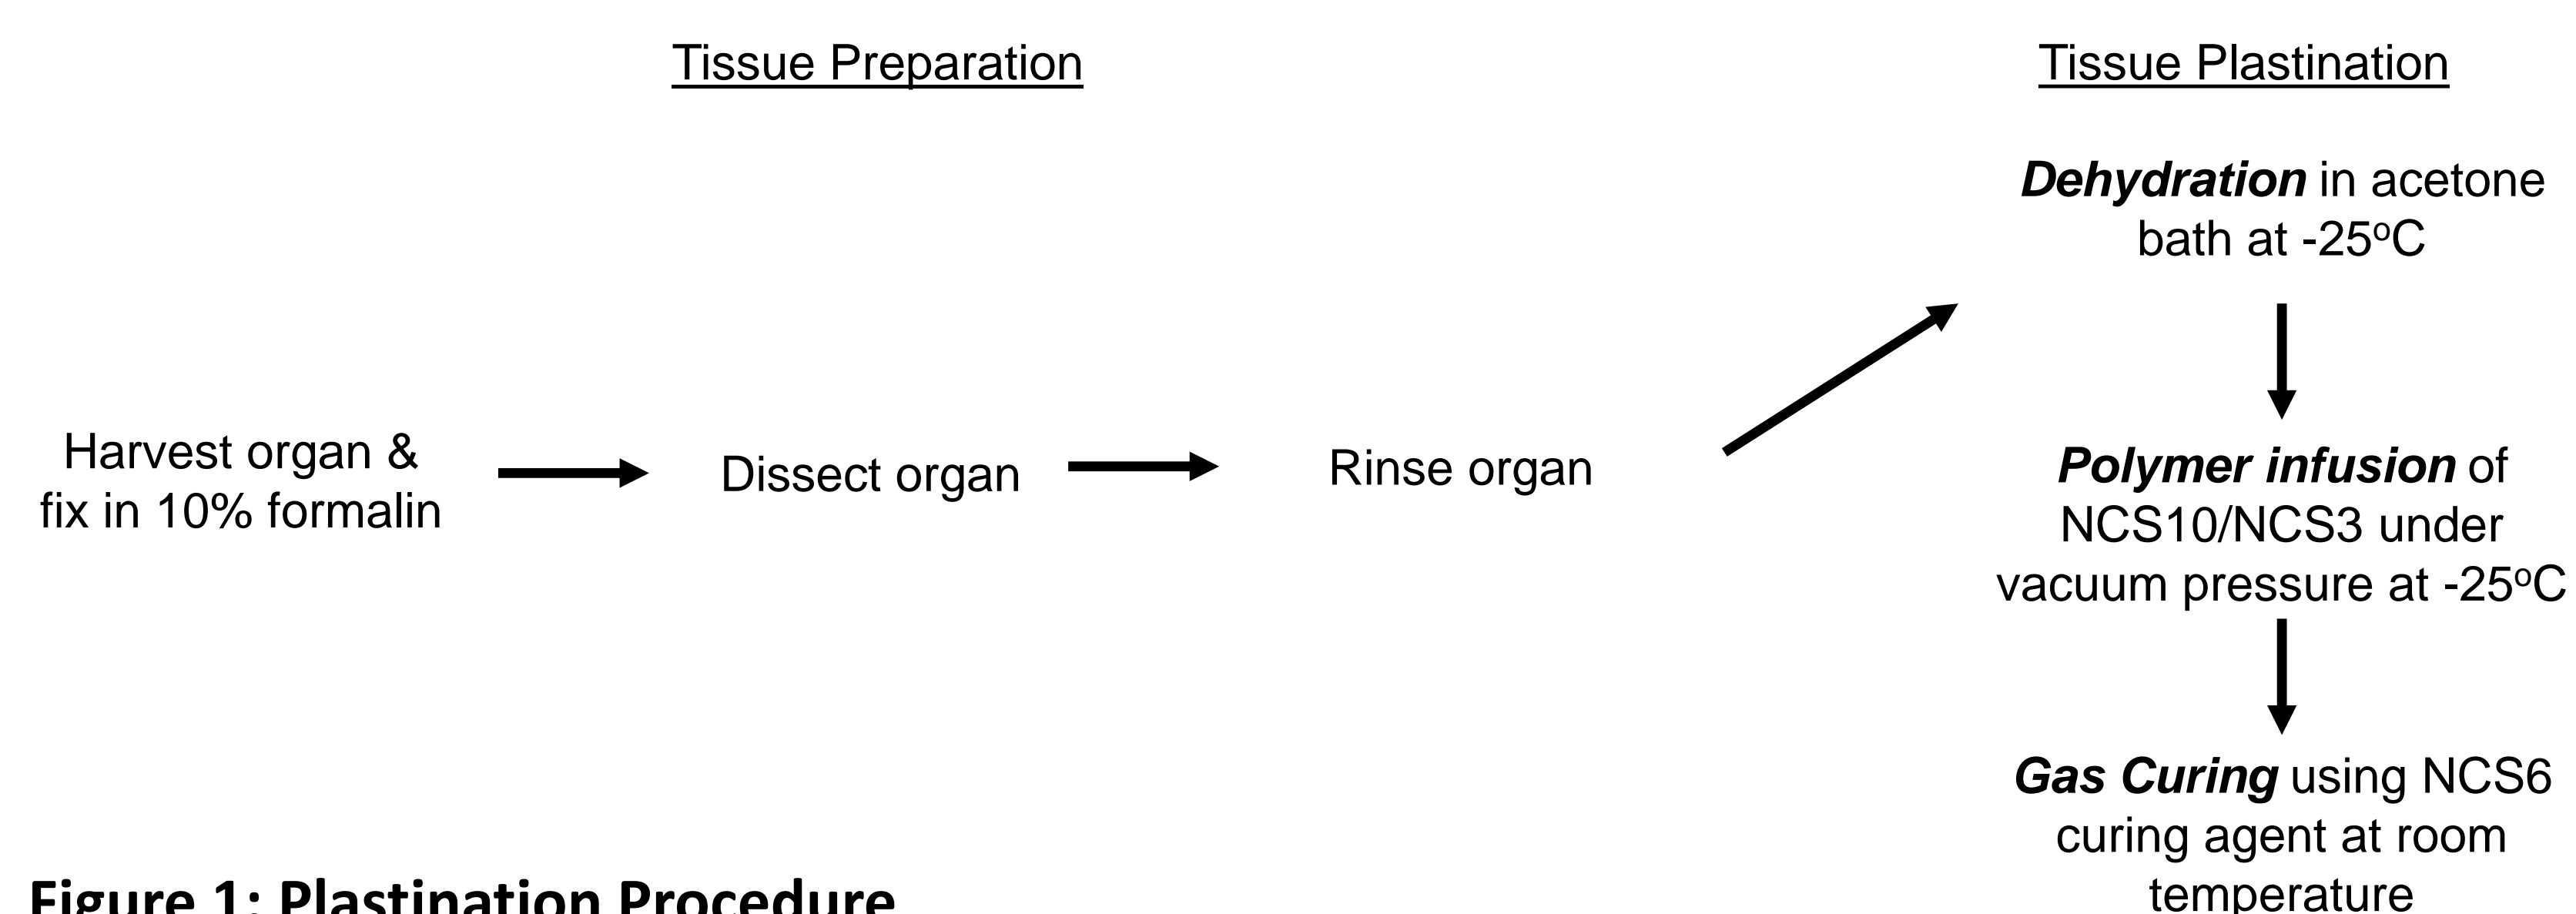 Tissue Preparation
Tissue Plastination
Harvest organ &
fix in 10% formalin
Dissect organ
Rinse organ
Dehydration in acetone
bath at -25ºC
Polymer infusion of
NCS10/NCS3 under
vacuum pressure at -25ºC
Gas Curing using NCS6
curing agent at room
temperature
Figure 1: Plastination Procedure